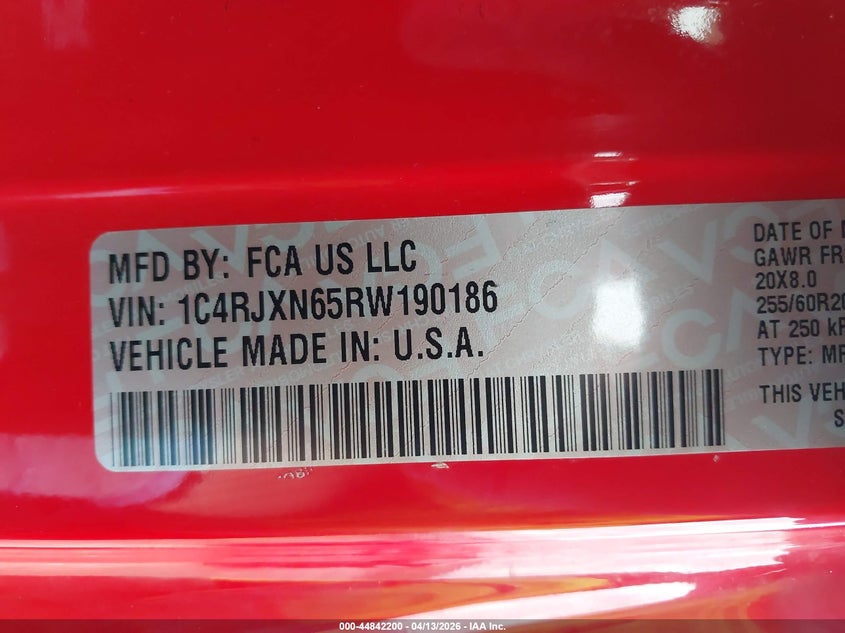 MFD BY: FCA US LLC
VIN: 1C4RJXN65RW190186
VEHICLE MADE IN: U.S.A.
DATE OF
GAWR FR
20X8.0
255/60R20
AT 250
TYPE:
THIS VEH
000-44842200 - 04/13/2026 - IAA Inc.